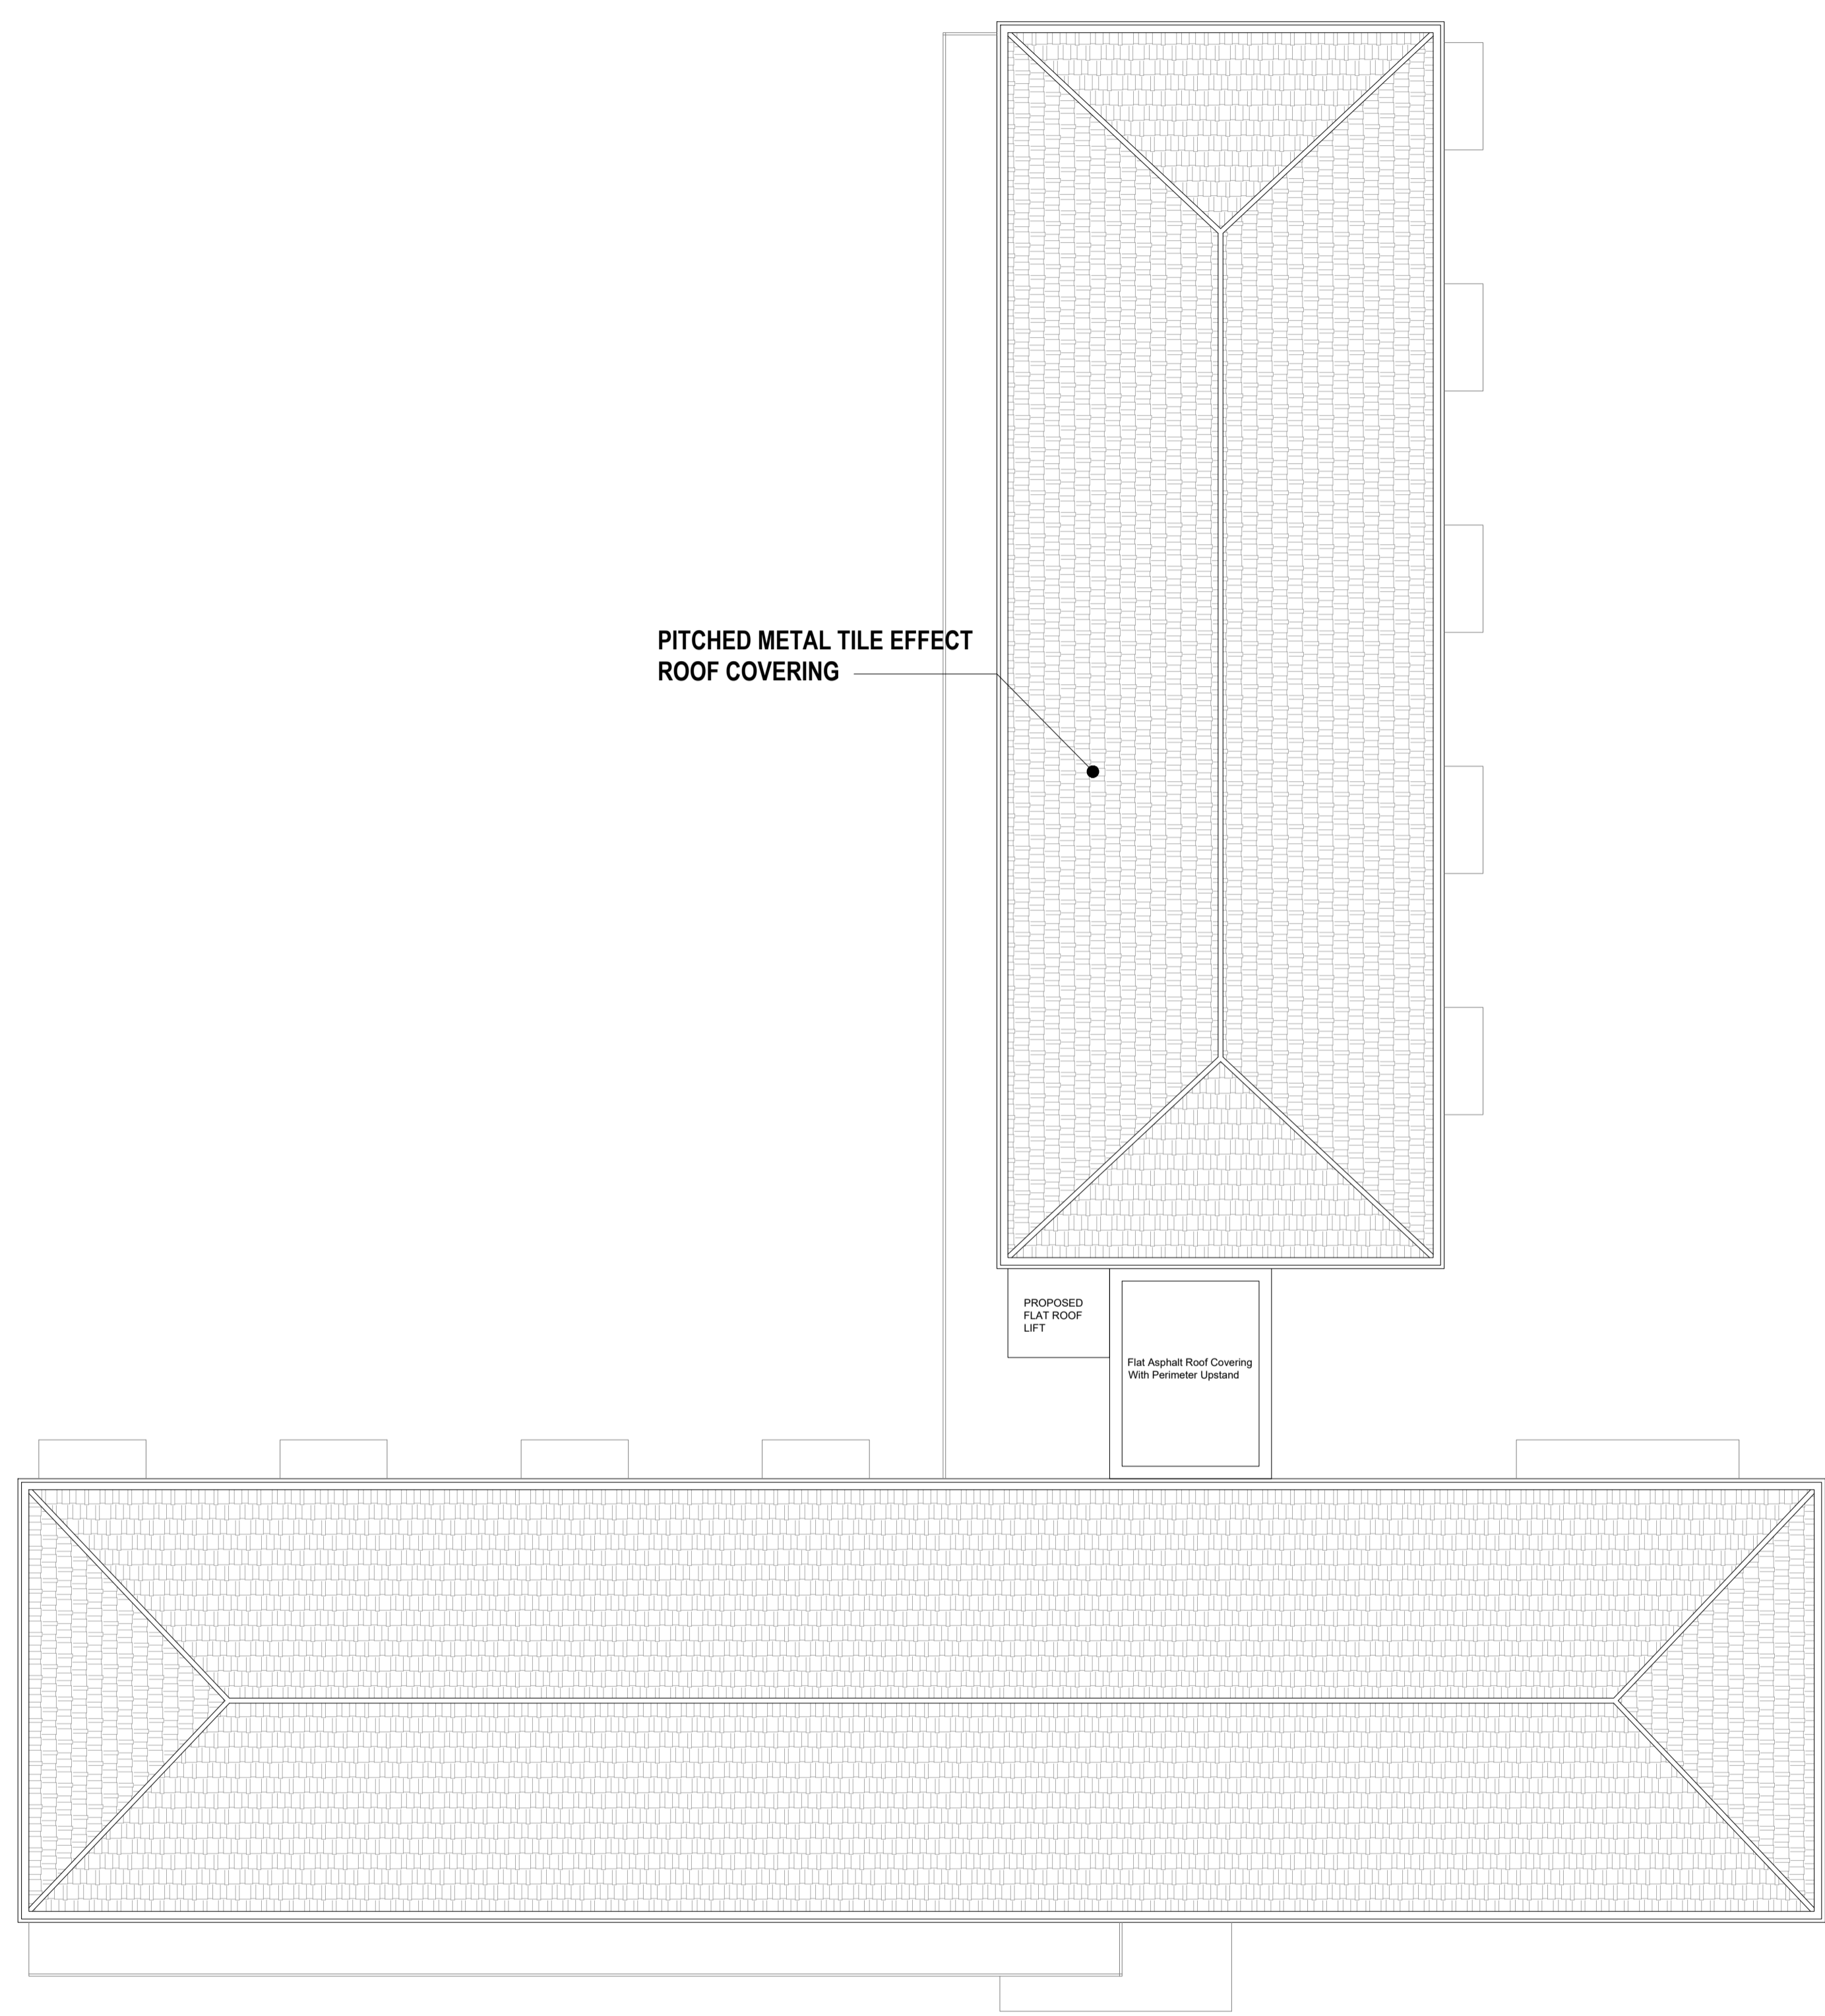 PITCHED METAL TILE EFFECT
ROOF COVERING
PROPOSED
FLAT ROOF
LIFT
Flat Asphalt Roof Covering
With Perimeter Upstand